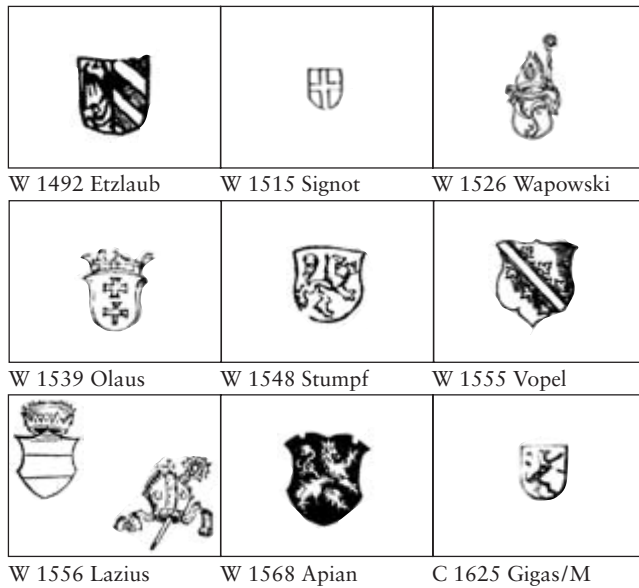 W 1492 Etzlaub W 1515 Signot W 1526 Wapowski
W 1539 Olaus W 1548 Stumpf W 1555 Vopel
W 1556 Lazius W 1568 Apian C 1625 Gigas/M